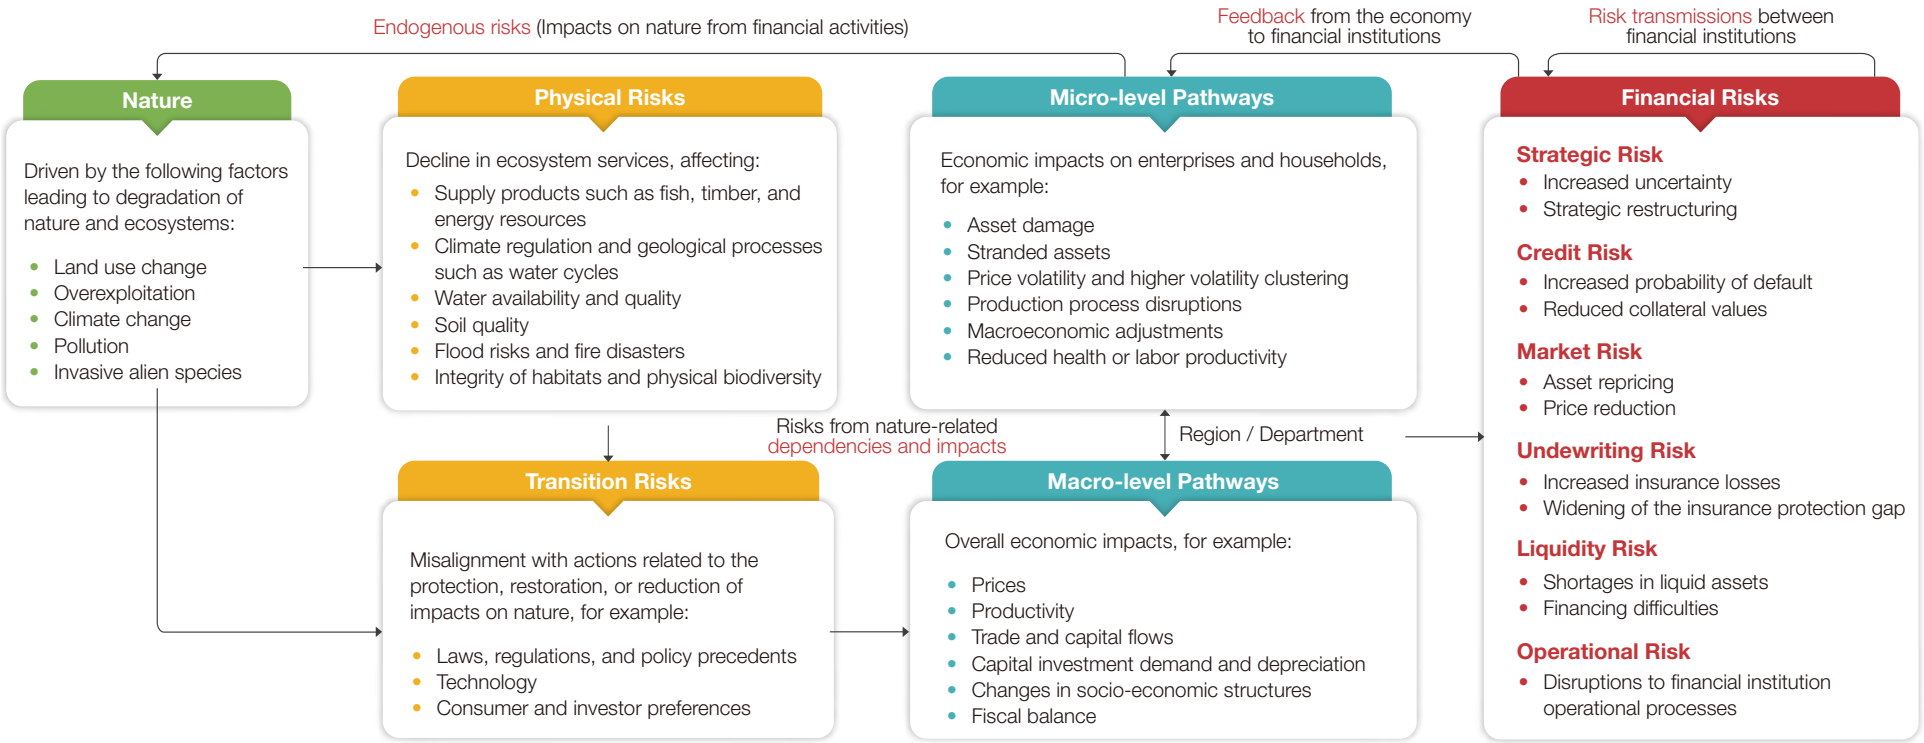 Endogenous risks (Impacts on nature from financial activities)
Feedback from the economy
to financial institutions
Risk transmissions between
financial institutions
Nature
Driven by the following factors
leading to degradation of
nature and ecosystems:
• Land use change
• Overexploitation
• Climate change
• Pollution
• Invasive alien species
Physical Risks
Decline in ecosystem services, affecting:
• Supply products such as fish, timber, and
energy resources
• Climate regulation and geological processes
such as water cycles
• Water availability and quality
• Soil quality
• Flood risks and fire disasters
• Integrity of habitats and physical biodiversity
Risks from nature-related
dependencies and impacts
Transition Risks
Misalignment with actions related to the
protection, restoration, or reduction of
impacts on nature, for example:
• Laws, regulations, and policy precedents
• Technology
• Consumer and investor preferences
Micro-level Pathways
Economic impacts on enterprises and households,
for example:
• Asset damage
• Stranded assets
• Price volatility and higher volatility clustering
• Production process disruptions
• Macroeconomic adjustments
• Reduced health or labor productivity
Region / Department
Macro-level Pathways
Overall economic impacts, for example:
• Prices
• Productivity
• Trade and capital flows
• Capital investment demand and depreciation
• Changes in socio-economic structures
• Fiscal balance
Financial Risks
Strategic Risk
• Increased uncertainty
• Strategic restructuring
Credit Risk
• Increased probability of default
• Reduced collateral values
Market Risk
• Asset repricing
• Price reduction
Undewriting Risk
• Increased insurance losses
• Widening of the insurance protection gap
Liquidity Risk
• Shortages in liquid assets
• Financing difficulties
Operational Risk
• Disruptions to financial institution
operational processes